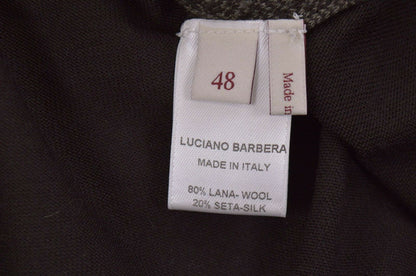 48
Made in
LUCIANO BARBERA
MADE IN ITALY
80% LANA- WOOL
20% SETA-SILK